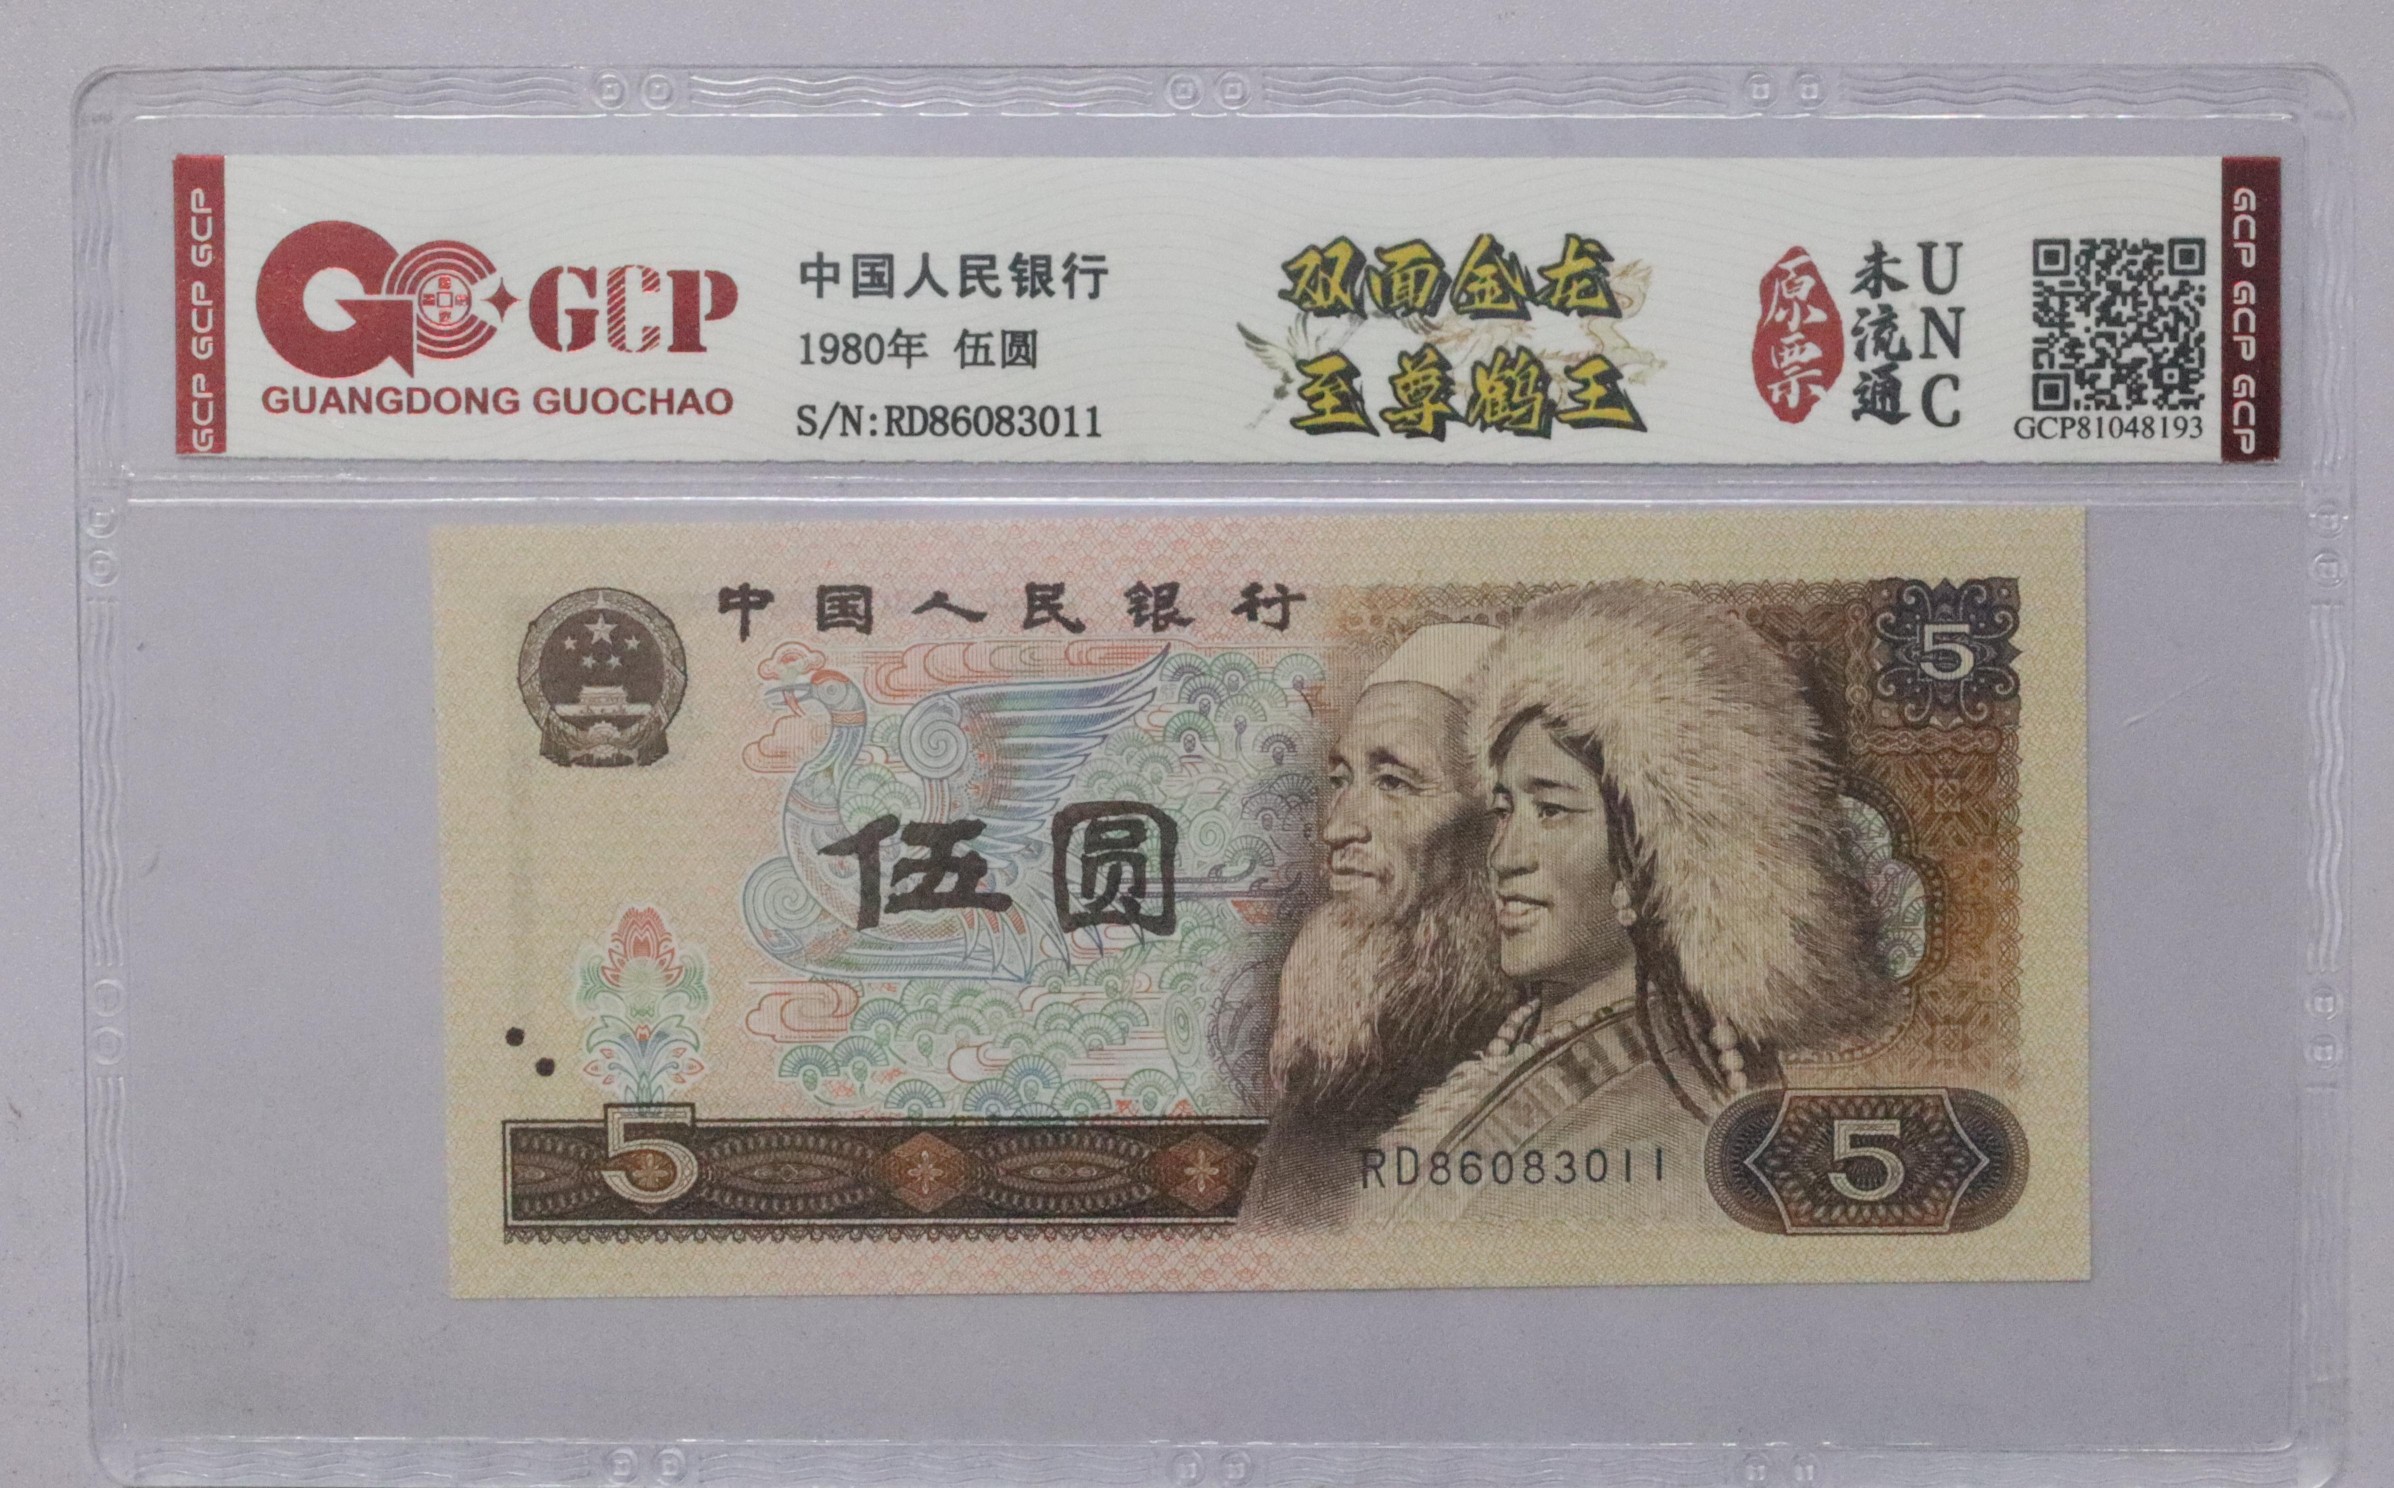 GCP GCP GCP
GCP
GUANGDONG GUOCHAO
中国人民银行
1980年 伍圆
S/N:RD86083011
双面金龙
至尊鹤王
原票
未流通
UNC
GCP81048193
GCP GCP GCP
中国人民银行
5
伍圆
5
RD86083011
5